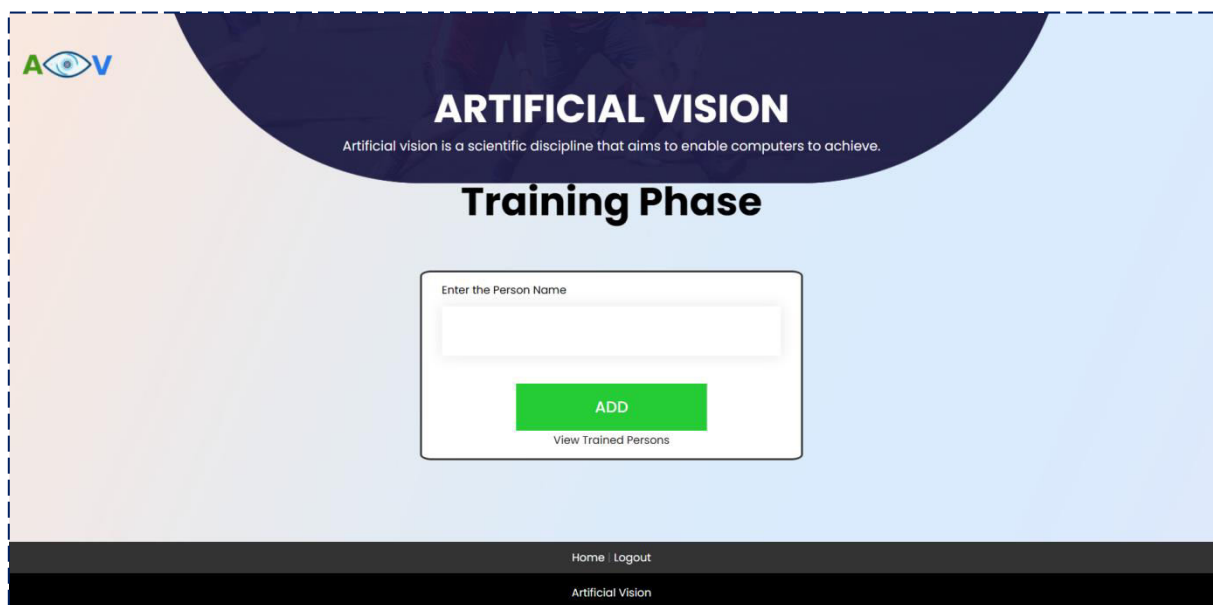 A V
ARTIFICIAL VISION
Artificial vision is a scientific discipline that aims to enable computers to achieve.
Training Phase
Enter the Person Name
ADD
View Trained Persons
Home | Logout
Artificial Vision